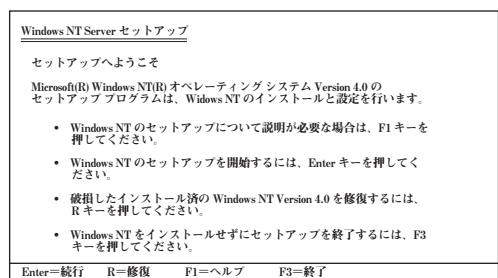 Windows NT Server セットアップ
セットアップへようこそ
Microsoft(R) Windows NT(R) オペレーティング システム Version 4.0 の
セットアップ プログラムは、Widows NT のインストールと設定を行います。
• Windows NT のセットアップについて説明が必要な場合は、F1 キーを
押してください。
• Windows NT のセットアップを開始するには、Enter キーを押してく
ださい。
• 破損したインストール済の Windows NT Version 4.0 を修復するには、
R キーを押してください。
• Windows NT をインストールせずにセットアップを終了するには、F3
キーを押してください。
Enter=続行 R=修復 F1=ヘルプ F3=終了